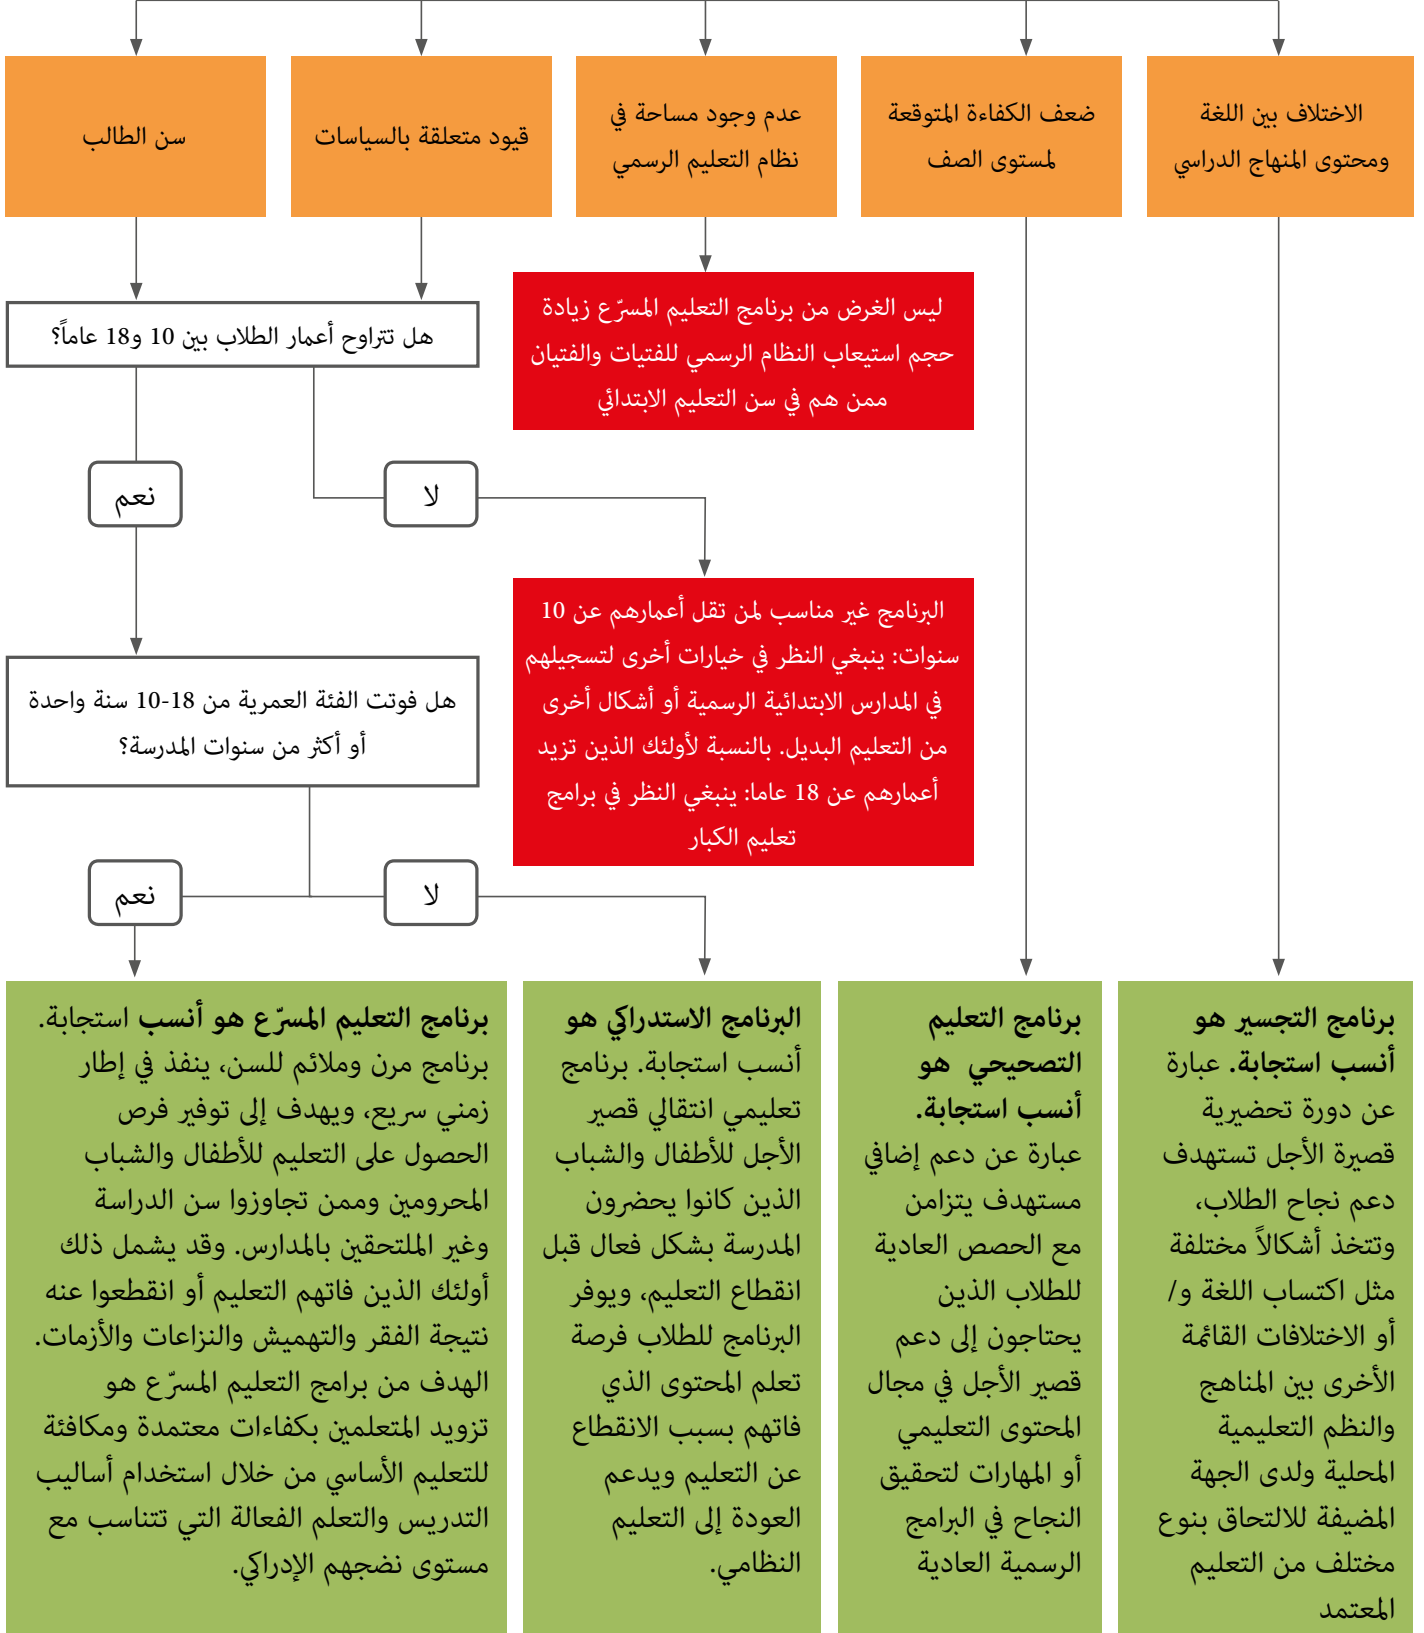 الاختلاف بين اللغة
ومحتوى المنهاج الدراسي
ضعف الكفاءة المتوقعة
لمستوى الصف
عدم وجود مساحة في
نظام التعليم الرسمي
قيود متعلقة بالسياسات
سن الطالب
ليس الغرض من برنامج التعليم المسرّع زيادة
حجم استيعاب النظام الرسمي للفتيات والفتيان
ممن هم في سن التعليم الابتدائي
هل تتراوح أعمار الطلاب بين 10 و18 عاماً؟
لا
نعم
البرنامج غير مناسب لمن تقل أعمارهم عن 10
سنوات: ينبغي النظر في خيارات أخرى لتسجيلهم
في المدارس الابتدائية الرسمية أو أشكال أخرى
من التعليم البديل. بالنسبة لأولئك الذين تزيد
أعمارهم عن 18 عاما: ينبغي النظر في برامج
تعليم الكبار
هل فوتت الفئة العمرية من 18-10 سنة واحدة
أو أكثر من سنوات المدرسة؟
لا
نعم
برنامج التجسير هو
أنسب استجابة. عبارة
عن دورة تحضيرية
قصيرة الأجل تستهدف
دعم نجاح الطلاب،
وتتخذ أشكالاً مختلفة
مثل اكتساب اللغة و/
أو الاختلافات القائمة
الأخرى بين المناهج
والنظم التعليمية
المحلية ولدى الجهة
المضيفة للالتحاق بنوع
مختلف من التعليم
المعتمد
برنامج التعليم
التصحيحي هو
أنسب استجابة.
عبارة عن دعم إضافي
مستهدف يتزامن
مع الحصص العادية
للطلاب الذين
يحتاجون إلى دعم
قصير الأجل في مجال
المحتوى التعليمي
أو المهارات لتحقيق
النجاح في البرامج
الرسمية العادية
البرنامج الاستدراكي هو
أنسب استجابة. برنامج
تعليمي انتقالي قصير
الأجل للأطفال والشباب
الذين كانوا يحضرون
المدرسة بشكل فعال قبل
انقطاع التعليم، ويوفر
البرنامج للطلاب فرصة
تعلم المحتوى الذي
فاتهم بسبب الانقطاع
عن التعليم ويدعم
العودة إلى التعليم
النظامي.
برنامج التعليم المسرّع هو أنسب استجابة.
برنامج مرن وملائم للسن، ينفذ في إطار
زمني سريع، ويهدف إلى توفير فرص
الحصول على التعليم للأطفال والشباب
المحرومين وممن تجاوزوا سن الدراسة
وغير الملتحقين بالمدارس. وقد يشمل ذلك
أولئك الذين فاتهم التعليم أو انقطعوا عنه
نتيجة الفقر والتهميش والنزاعات والأزمات.
الهدف من برامج التعليم المسرّع هو
تزويد المتعلمين بكفاءات معتمدة ومكافئة
للتعليم الأساسي من خلال استخدام أساليب
التدريس والتعلم الفعالة التي تتناسب مع
مستوى نضجهم الإدراكي.